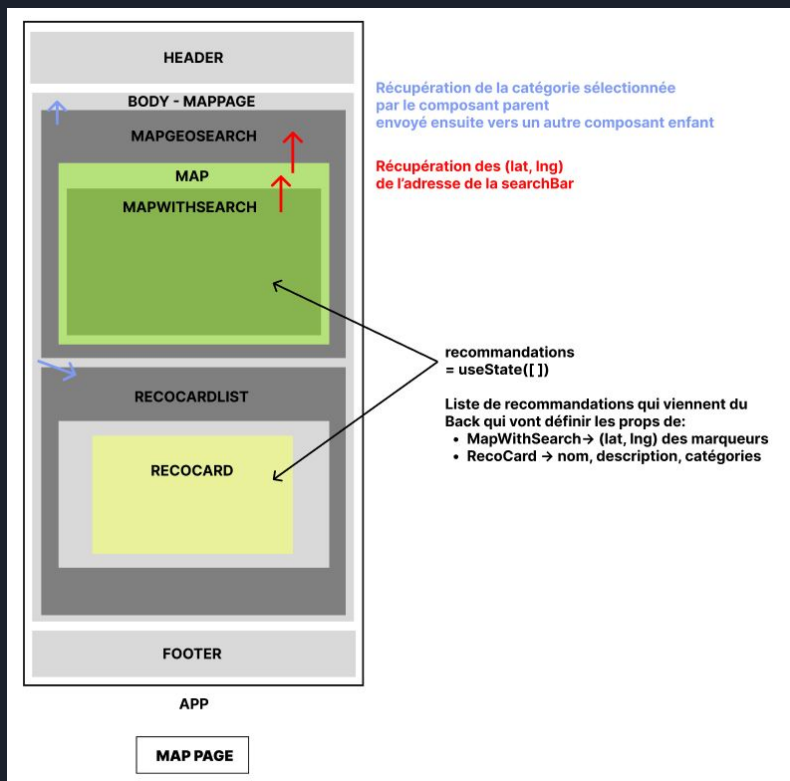 HEADER
BODY - MAPPAGE
MAPGEOSEARCH
MAP
MAPWITHSEARCH
RECOCARDLIST
RECOCARD
FOOTER
APP
MAP PAGE
Récupération de la catégorie sélectionnée
par le composant parent
envoyé ensuite vers un autre composant enfant
Récupération des (lat, lng)
de l'adresse de la searchBar
recommandations
= useState([ ])
Liste de recommandations qui viennent du
Back qui vont définir les props de:
• MapWithSearch→ (lat, lng) des marqueurs
• RecoCard → nom, description, catégories